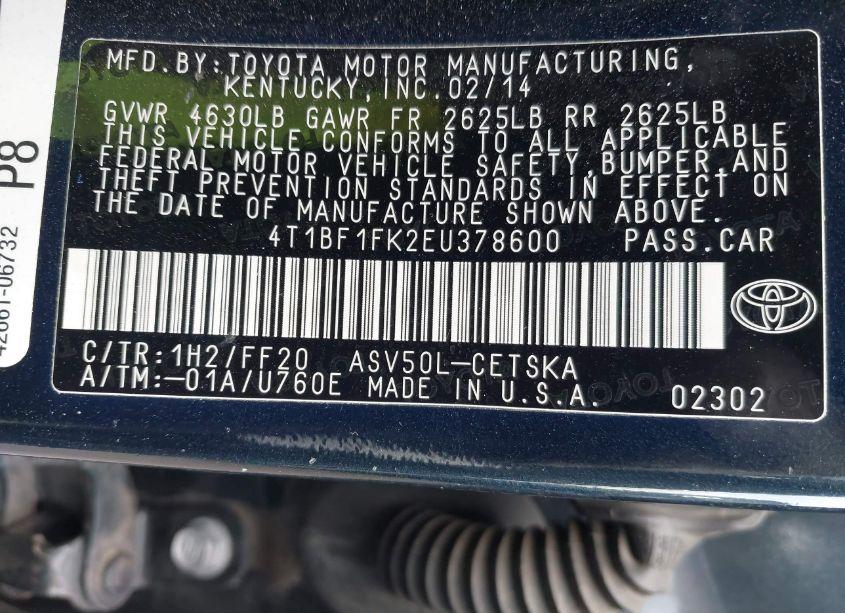 MFD.BY:TOYOTA MOTOR MANUFACTURING,
KENTUCKY,INC.02/14
GVWR 4630LB GAWR FR 2625LB RR 2625LB
THIS VEHICLE CONFORMS TO ALL APPLICABLE
FEDERAL MOTOR VEHICLE SAFETY,BUMPER,AND
THEFT PREVENTION STANDARDS IN EFFECT ON
THE DATE OF MANUFACTURE SHOWN ABOVE.
4T1BF1FK2EU378600 PASS.CAR
C/TR:1H2/FF20 ASV50L-CETSKA
A/TM:-01A/U760E MADE IN U.S.A. 02302
P8
42661-06732